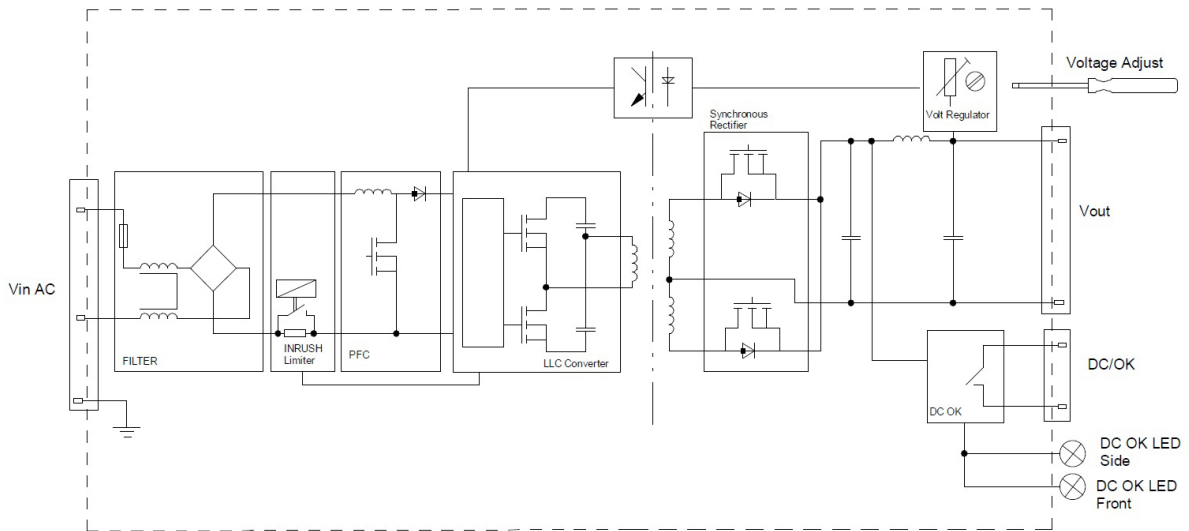 Voltage Adjust
Volt Regulator
Synchronous
Rectifier
Vin AC
Vout
FILTER
INRUSH
Limiter
PFC
LLC Converter
DC OK
DC/OK
DC OK LED
Side
DC OK LED
Front